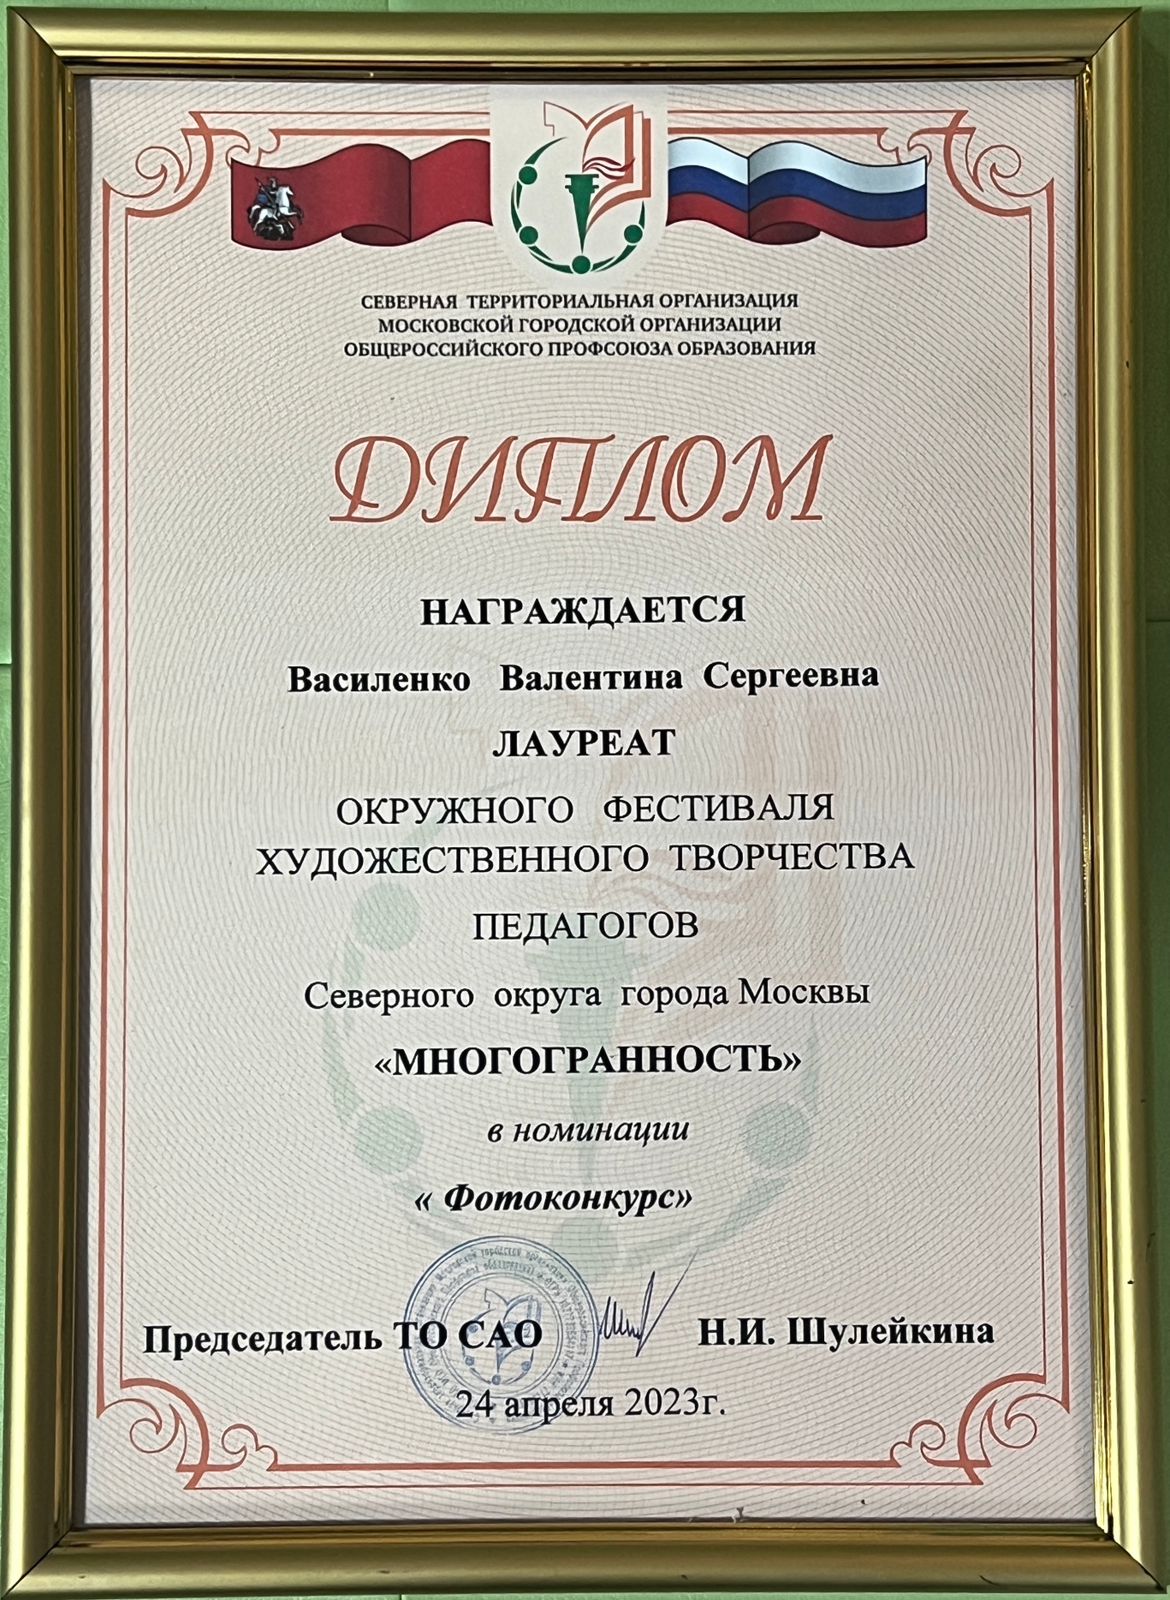 СЕВЕРНАЯ ТЕРРИТОРИАЛЬНАЯ ОРГАНИЗАЦИЯ
МОСКОВСКОЙ ГОРОДСКОЙ ОРГАНИЗАЦИИ
ОБЩЕРОССИЙСКОГО ПРОФСОЮЗА ОБРАЗОВАНИЯ
ДИПЛОМ
НАГРАЖДАЕТСЯ
Василенко Валентина Сергеевна
ЛАУРЕАТ
ОКРУЖНОГО ФЕСТИВАЛЯ
ХУДОЖЕСТВЕННОГО ТВОРЧЕСТВА
ПЕДАГОГОВ
Северного округа города Москвы
«МНОГОГРАННОСТЬ»
в номинации
« Фотоконкурс»
Председатель ТО САО Н.И. Шулейкина
24 апреля 2023г.